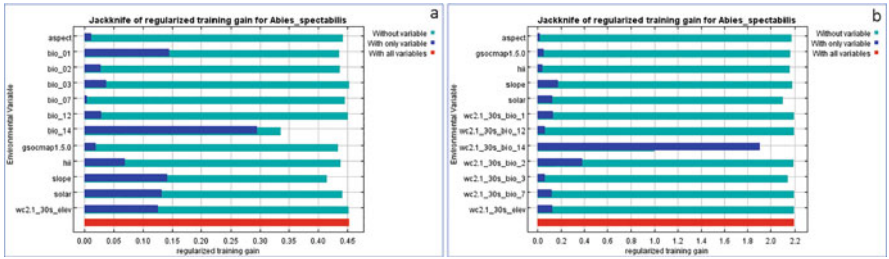 Jackknife of regularized training gain for Abies_spectabilis
a
Without variable
With only variable
With all variables
Environmental Variable
aspect
bio_01
bio_02
bio_03
bio_07
bio_12
bio_14
gsocmap1.5.0
hii
slope
solar
wc2.1_30s_elev
0.00 0.05 0.10 0.15 0.20 0.25 0.30 0.35 0.40 0.45
regularized training gain
Jackknife of regularized training gain for Abies_spectabilis
b
Without variable
With only variable
With all variables
Environmental Variable
aspect
gsocmap1.5.0
hii
slope
solar
wc2.1_30s_bio_1
wc2.1_30s_bio_12
wc2.1_30s_bio_14
wc2.1_30s_bio_2
wc2.1_30s_bio_3
wc2.1_30s_bio_7
wc2.1_30s_elev
0.0 0.2 0.4 0.6 0.8 1.0 1.2 1.4 1.6 1.8 2.0 2.2
regularized training gain